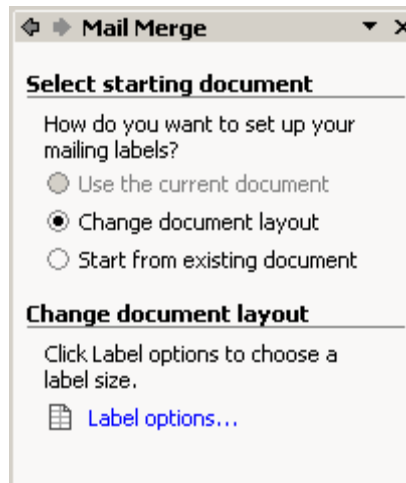 Mail Merge
Select starting document
How do you want to set up your
mailing labels?
Use the current document
Change document layout
Start from existing document
Change document layout
Click Label options to choose a
label size.
Label options...